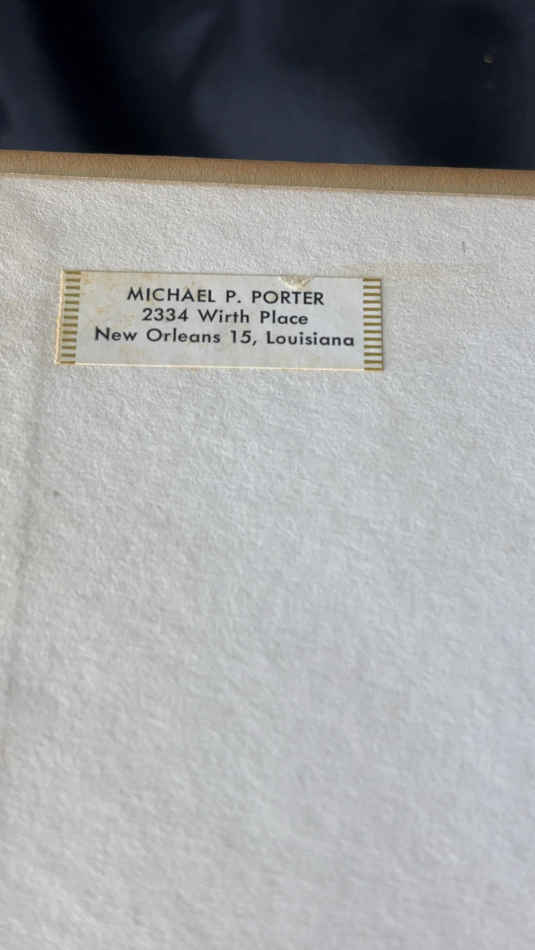 MICHAEL P. PORTER
2334 Wirth Place
New Orleans 15, Louisiana